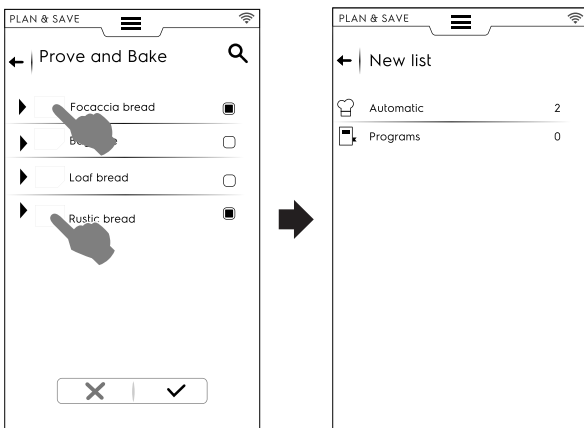 PLAN & SAVE
Prove and Bake
Focaccia bread
Loaf bread
Rustic bread
PLAN & SAVE
New list
Automatic 2
Programs 0